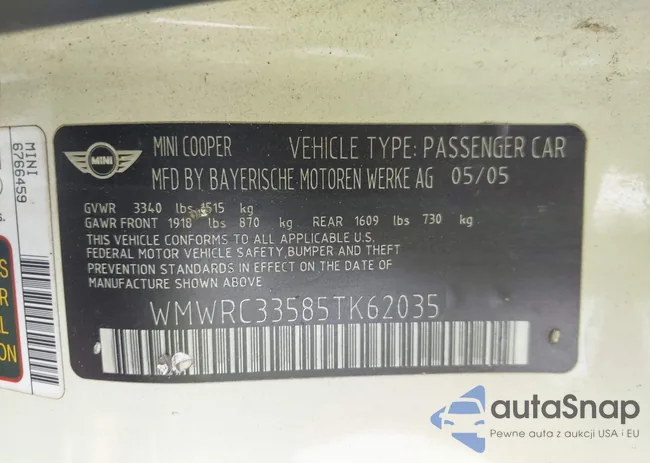 MINI
6766459
s.
S
R
L
ON
MINI
MINI COOPER VEHICLE TYPE: PASSENGER CAR
MFD BY BAYERISCHE MOTOREN WERKE AG 05/05
GVWR 3340 lbs 1515 kg
GAWR FRONT 1918 lbs 870 kg REAR 1609 lbs 730 kg
THIS VEHICLE CONFORMS TO ALL APPLICABLE U.S.
FEDERAL MOTOR VEHICLE SAFETY,BUMPER AND THEFT
PREVENTION STANDARDS IN EFFECT ON THE DATE
OF MANUFACTURE SHOWN ABOVE
WMWRC33585TK62035
autaSnap
Pewne auta z aukcji USA i EU